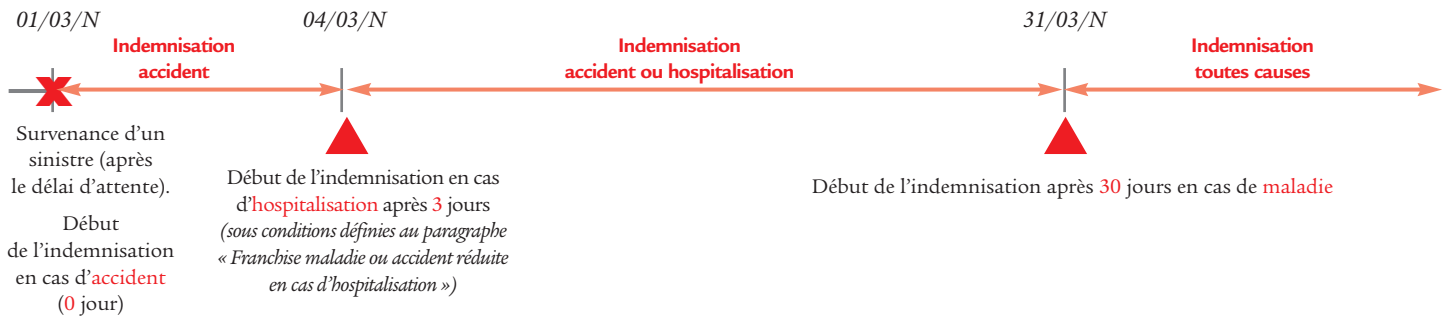 01/03/N
04/03/N
31/03/N
Indemnisation
accident
Indemnisation
accident ou hospitalisation
Indemnisation
toutes causes
Survenance d'un
sinistre (après
le délai d'attente).
Début
de l'indemnisation
en cas d'accident
(0 jour)
Début de l'indemnisation en cas
d'hospitalisation après 3 jours
(sous conditions définies au paragraphe
« Franchise maladie ou accident réduite
en cas d'hospitalisation »)
Début de l'indemnisation après 30 jours en cas de maladie